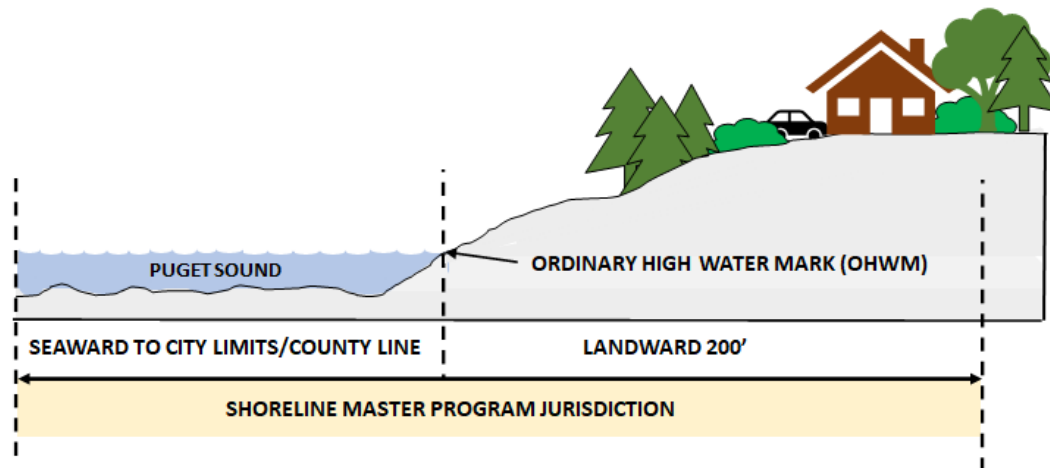 PUGET SOUND
ORDINARY HIGH WATER MARK (OHWM)
SEAWARD TO CITY LIMITS/COUNTY LINE
LANDWARD 200’
SHORELINE MASTER PROGRAM JURISDICTION